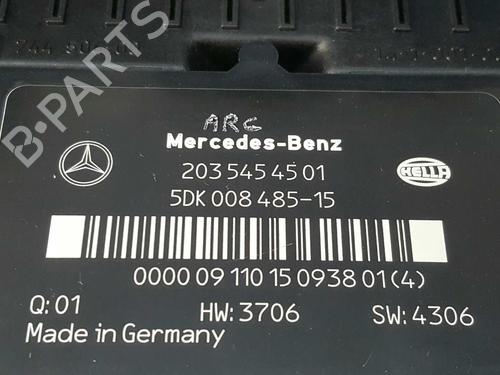 ARC
Mercedes-Benz
203 545 45 01
HELLA
5DK 008 485-15
0000 09 110 15 0938 01 (4)
Q: 01 HW: 3706 SW: 4306
Made in Germany
B-PARTS